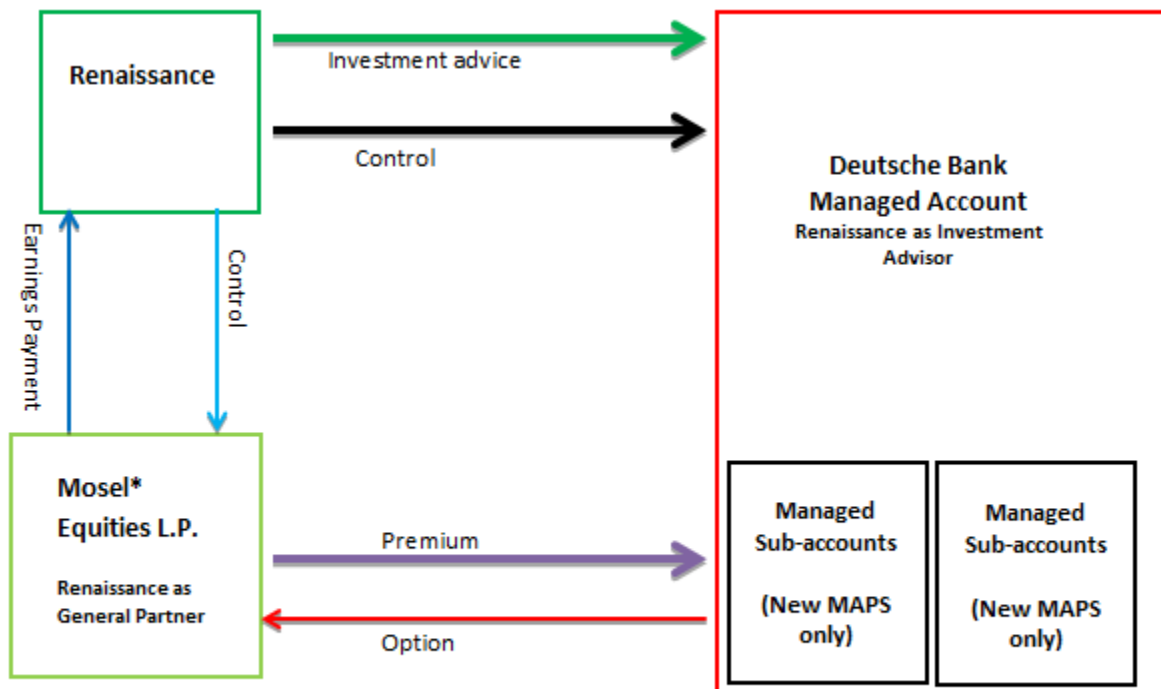 Renaissance
Investment advice
Control
Earnings Payment
Control
Deutsche Bank
Managed Account
Renaissance as Investment
Advisor
Mosel*
Equities L.P.
Renaissance as
General Partner
Premium
Option
Managed
Sub-accounts
(New MAPS
only)
Managed
Sub-accounts
(New MAPS
only)